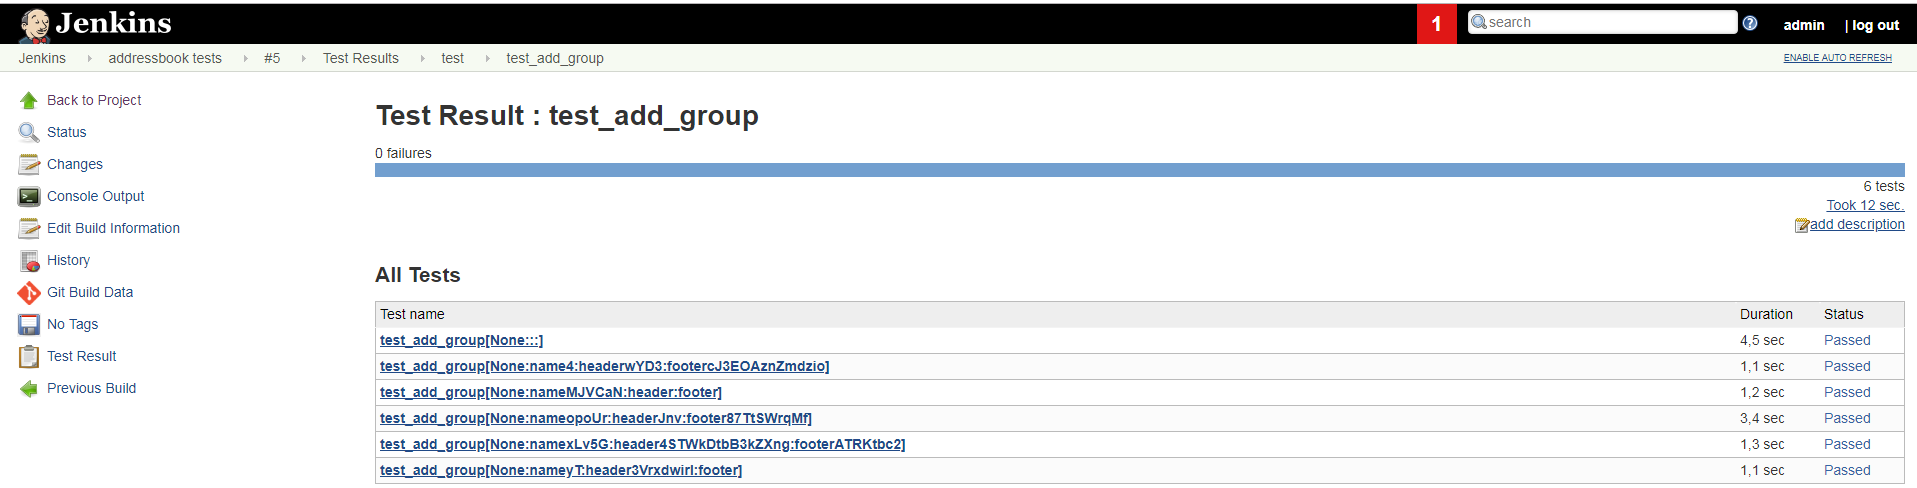 Jenkins
1
search
admin
| log out
Jenkins addressbook tests #5 Test Results test test_add_group
ENABLE AUTO REFRESH
Back to Project
Status
Changes
Console Output
Edit Build Information
History
Git Build Data
No Tags
Test Result
Previous Build
Test Result : test_add_group
0 failures
6 tests
Took 12 sec.
add description
All Tests
Test name Duration Status
test_add_group[None:::] 4,5 sec Passed
test_add_group[None:name4:headerwYD3:footercJ3EOAznZmdzio] 1,1 sec Passed
test_add_group[None:nameMJVCaN:header:footer] 1,2 sec Passed
test_add_group[None:nameopoUr:headerJnv:footer87TtSWrqMf] 3,4 sec Passed
test_add_group[None:namexLv5G:header4STWkDtbB3kZXng:footerATRKtbc2] 1,3 sec Passed
test_add_group[None:nameyT:header3Vrxdwirl:footer] 1,1 sec Passed